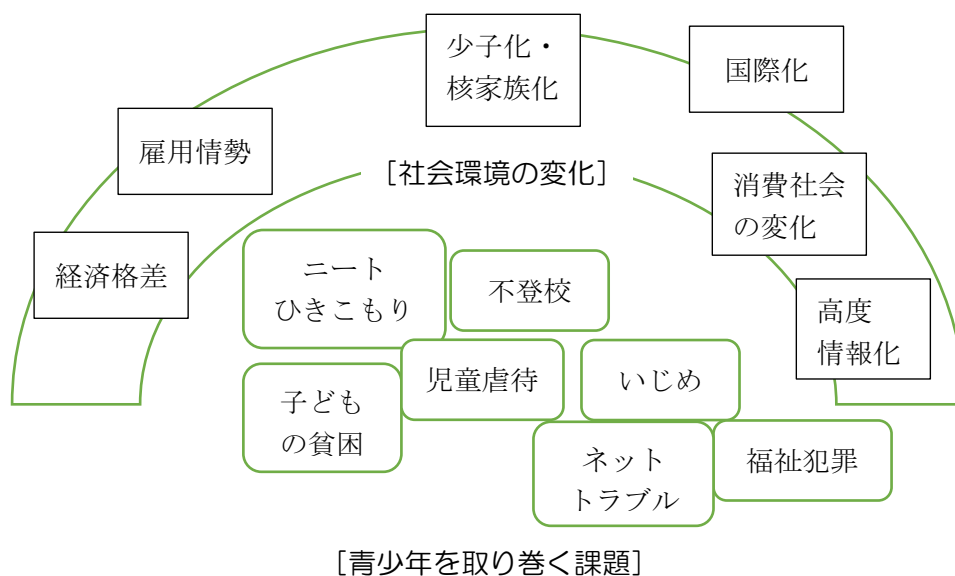 少子化・
核家族化
国際化
雇用情勢
[社会環境の変化]
消費社会
の変化
経済格差
ニート
ひきこもり
不登校
高度
情報化
児童虐待
いじめ
子ども
の貧困
ネット
トラブル
福祉犯罪
[青少年を取り巻く課題]